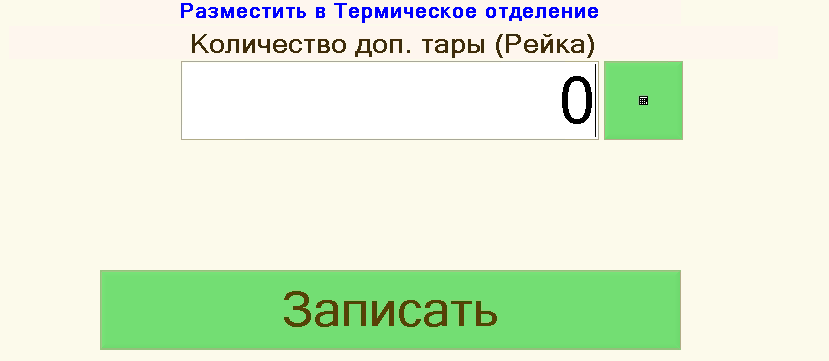 Разместить в Термическое отделение
Количество доп. тары (Рейка)
0
Записать